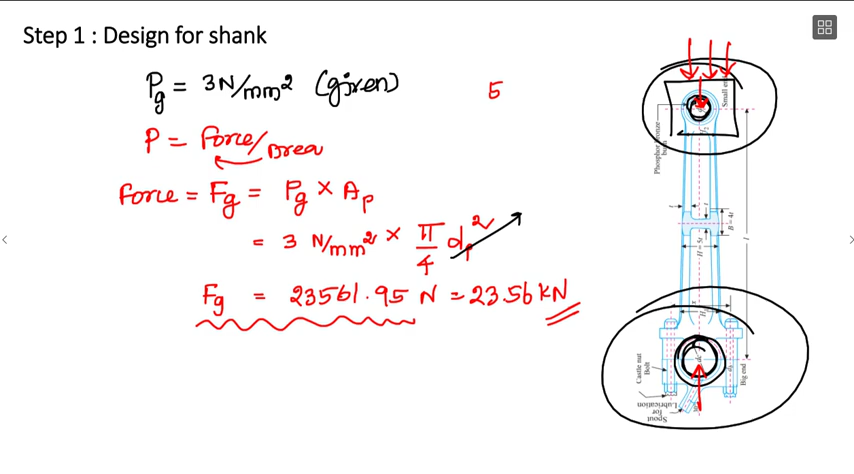 Step 1 : Design for shank
Pg = 3N/mm² (given)
5
P = Force/Area
Force = Fg = Pg × Ap
= 3 N/mm² × π/4 dp²
Fg = 23561.95 N = 23.56 kN
Small end
Phosphor bronze
t
B = 4t
H = 5t
l
Castle nut
Bolt
Big end
Spout
for
Lubrication